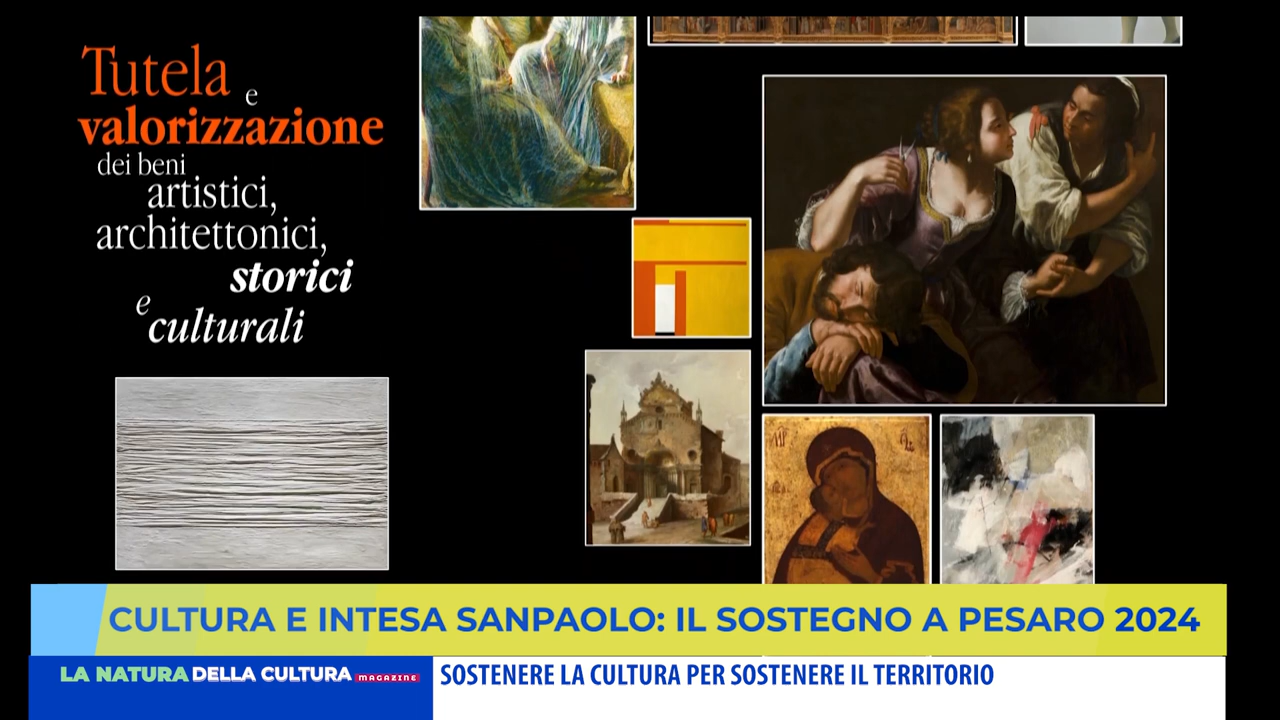 Tutela
e
valorizzazione
dei beni
artistici,
architettonici,
storici
e
culturali
CULTURA E INTESA SANPAOLO: IL SOSTEGNO A PESARO 2024
LA NATURA DELLA CULTURA MAGAZINE
SOSTENERE LA CULTURA PER SOSTENERE IL TERRITORIO